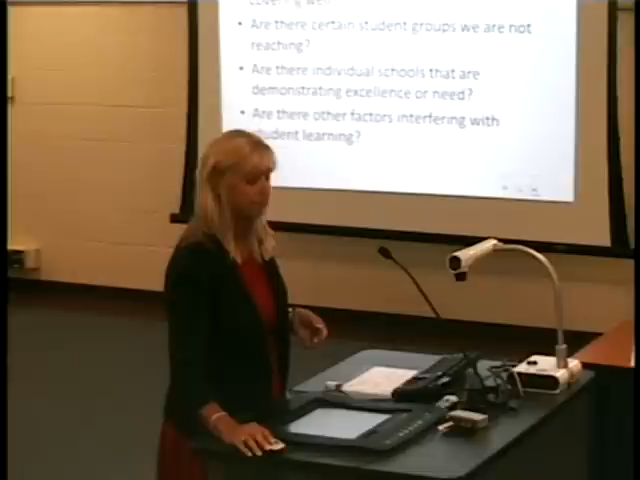 • Are there certain student groups we are not
reaching?
• Are there individual schools that are
demonstrating excellence or need?
• Are there other factors interfering with
student learning?